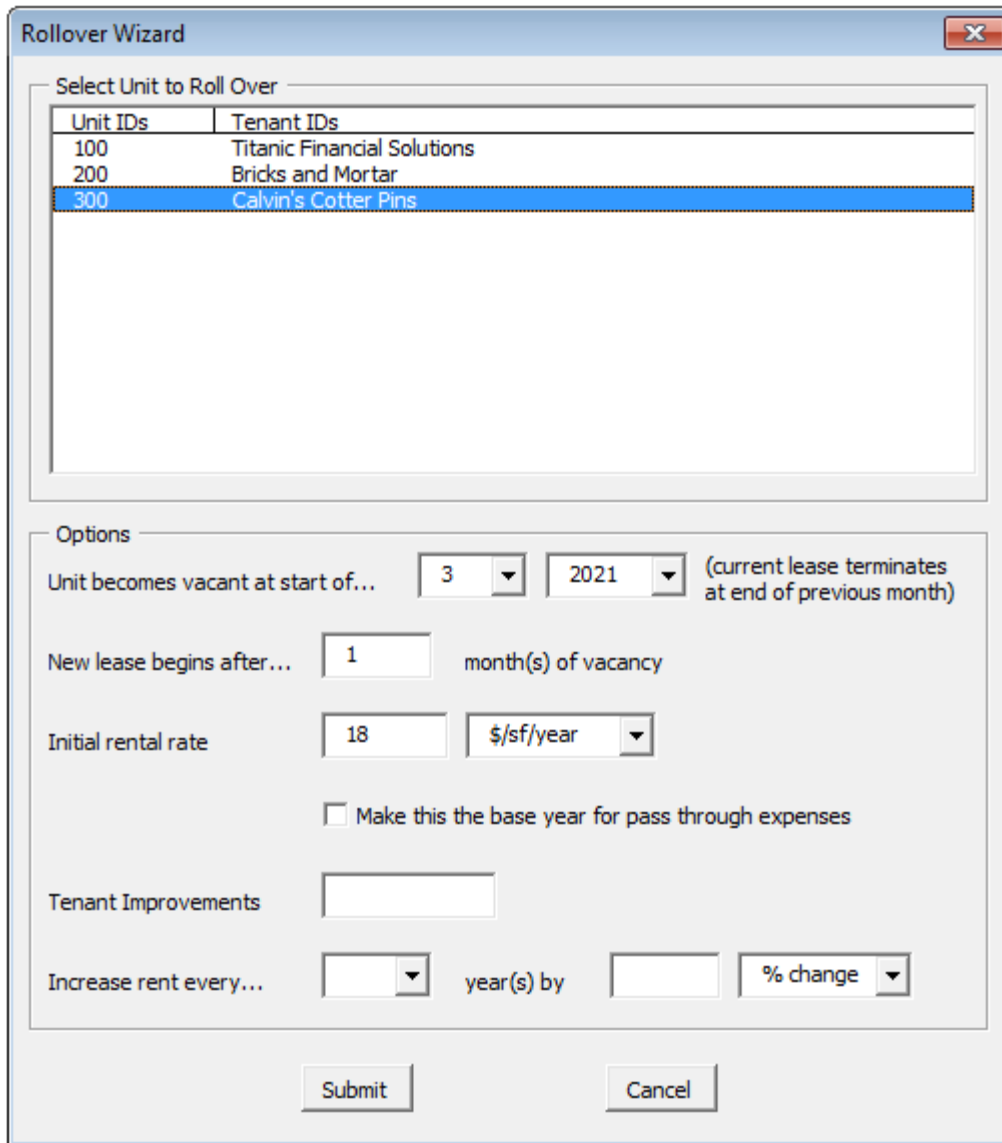 Rollover Wizard
Select Unit to Roll Over
Unit IDs Tenant IDs
100 Titanic Financial Solutions
200 Bricks and Mortar
300 Calvin's Cotter Pins
Options
Unit becomes vacant at start of... 3 2021 (current lease terminates
at end of previous month)
New lease begins after... 1 month(s) of vacancy
Initial rental rate 18 $/sf/year
Make this the base year for pass through expenses
Tenant Improvements
Increase rent every... year(s) by % change
Submit Cancel